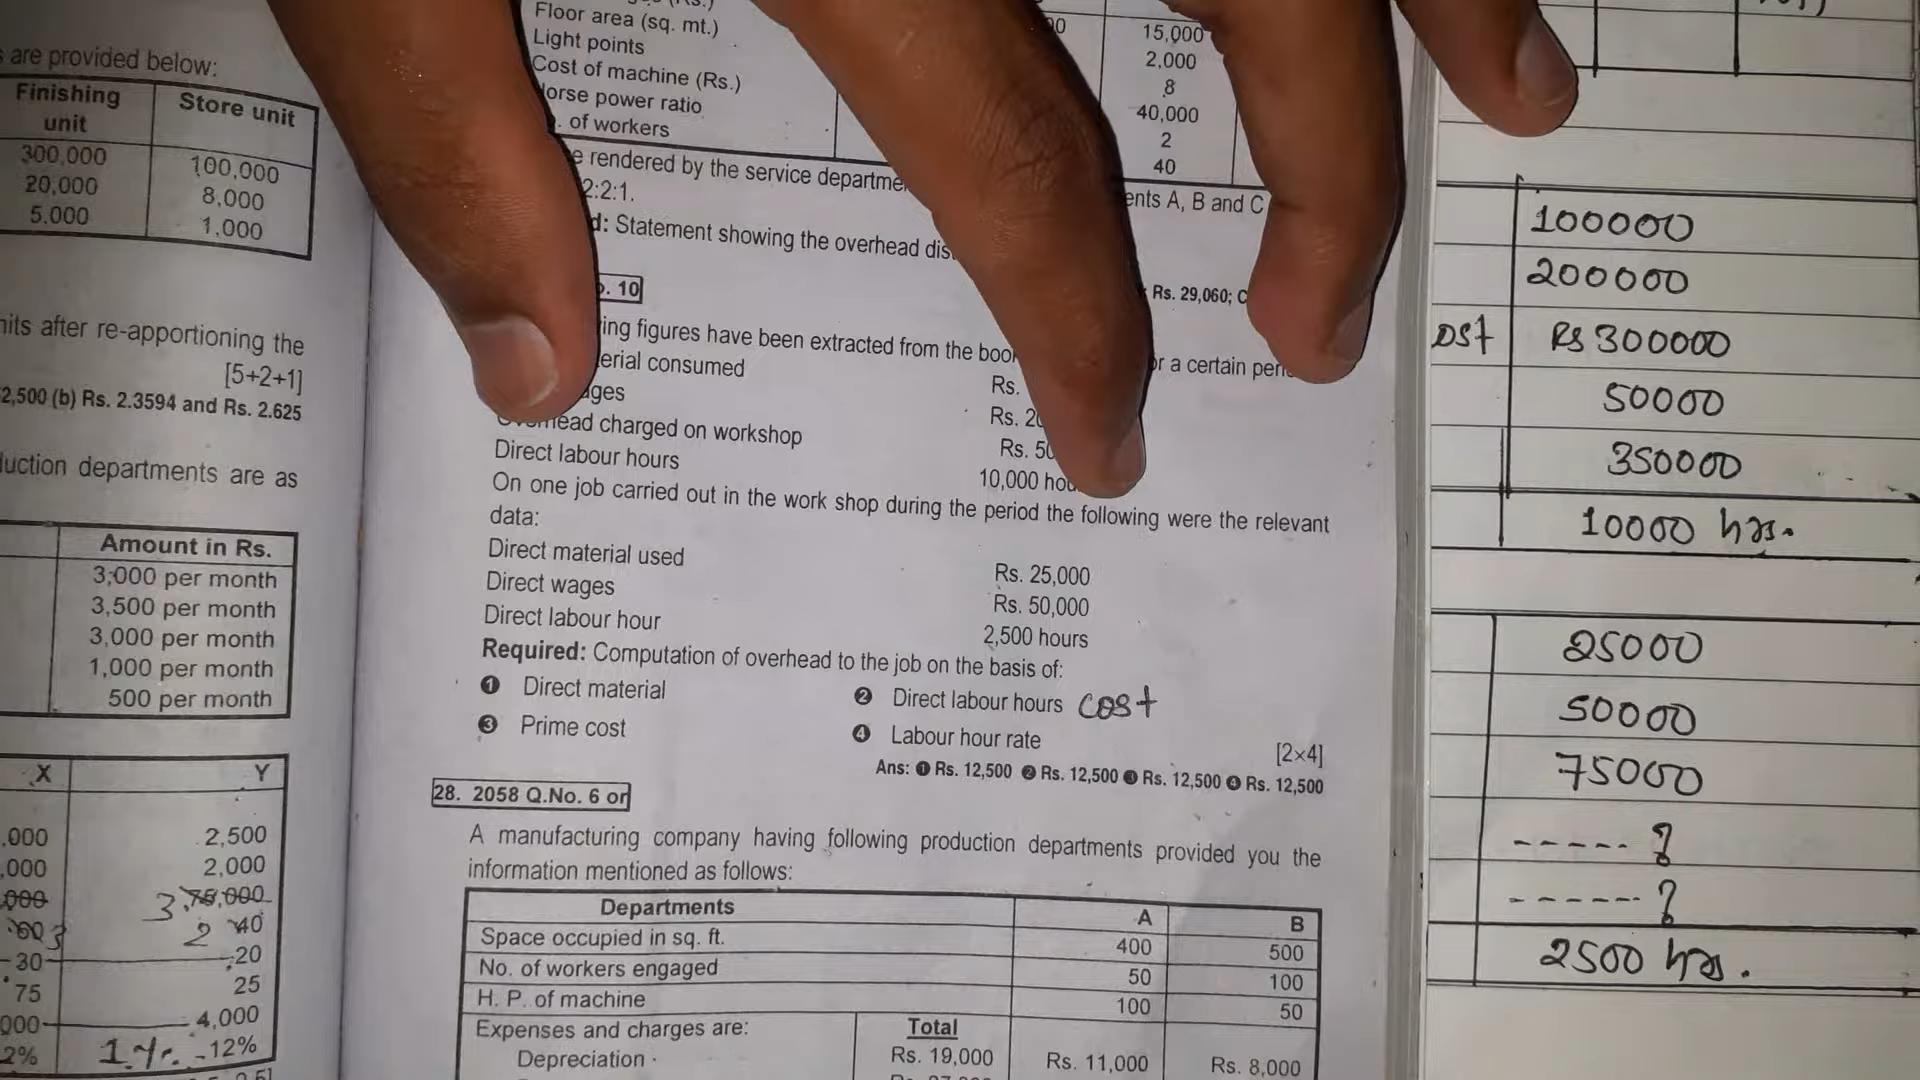 are provided below:
Finishing unit Store unit
300,000 100,000
20,000 8,000
5,000 1,000
after re-apportioning the
[5+2+1]
2,500 (b) Rs. 2.3594 and Rs. 2.625
production departments are as
Amount in Rs.
3,000 per month
3,500 per month
3,000 per month
1,000 per month
500 per month
X Y
,000 2,500
,000 2,000
000 3 75,000
2 40
30 20
75 25
000 4,000
2% 1 yr. 12%
Floor area (sq. mt.) 15,000
Light points 2,000
Cost of machine (Rs.) 8
Horse power ratio 40,000
of workers 2
40
rendered by the service
ents A, B and C
2:2:1.
d: Statement showing the overhead
. 10
Rs. 29,060; C
ing figures have been extracted from the
r a certain
erial consumed Rs.
ges Rs. 20
Overhead charged on workshop Rs. 50
Direct labour hours 10,000
On one job carried out in the work shop during the period the following were the relevant
data:
Direct material used Rs. 25,000
Direct wages Rs. 50,000
Direct labour hour 2,500 hours
Required: Computation of overhead to the job on the basis of:
❶ Direct material ❷ Direct labour hours cost
❸ Prime cost ❹ Labour hour rate [2×4]
Ans: ❶ Rs. 12,500 ❷ Rs. 12,500 ❸ Rs. 12,500 ❹ Rs. 12,500
28. 2058 Q.No. 6 or
A manufacturing company having following production departments provided you the
information mentioned as follows:
Departments A B
Space occupied in sq. ft. 400 500
No. of workers engaged 50 100
H. P. of machine 100 50
Expenses and charges are: Total
Depreciation Rs. 19,000 Rs. 11,000 Rs. 8,000
100000
200000
ost Rs 300000
50000
350000
10000 hrs.
25000
50000
75000
----- ?
------ ?
2500 hrs.